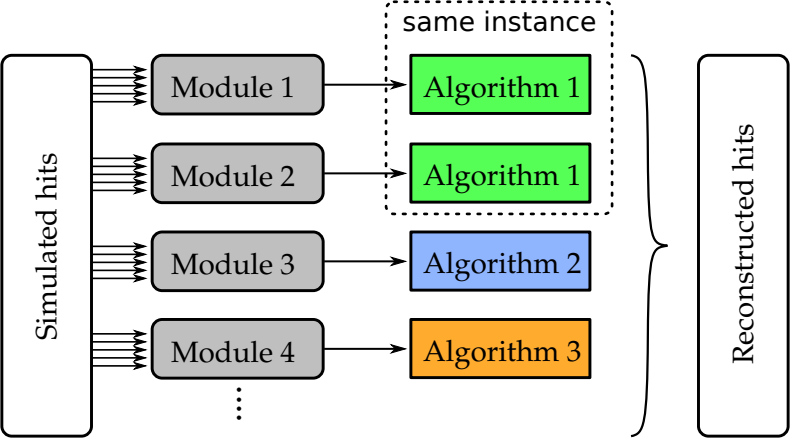 same instance
Simulated hits
Module 1
Algorithm 1
Module 2
Algorithm 1
Module 3
Algorithm 2
Module 4
Algorithm 3
Reconstructed hits